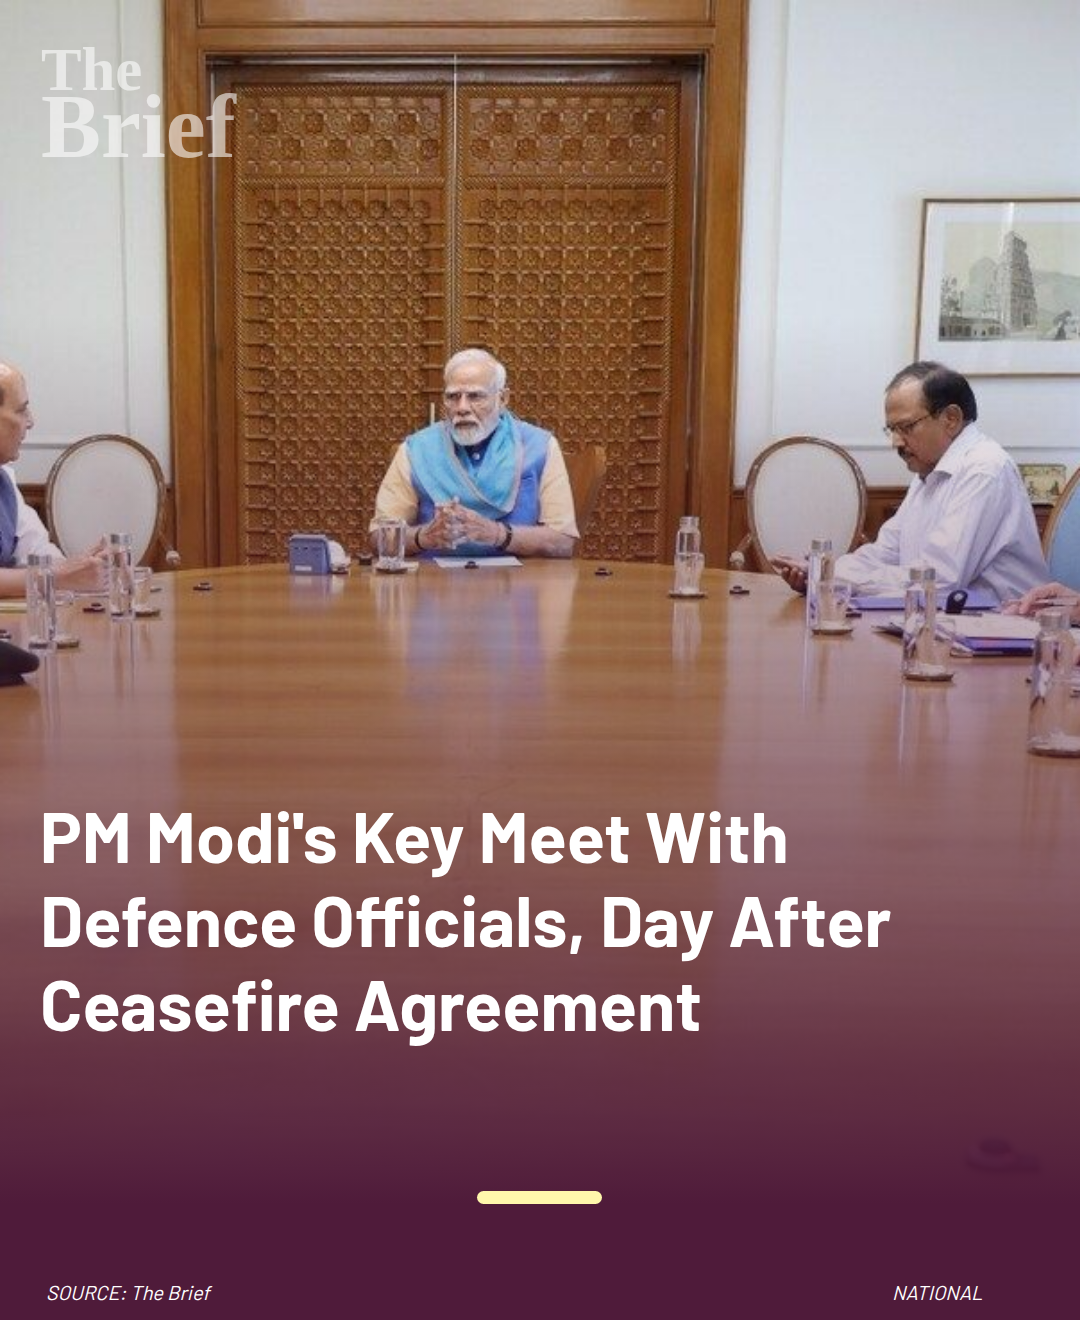 The
Brief
PM Modi's Key Meet With
Defence Officials, Day After
Ceasefire Agreement
SOURCE: The Brief
NATIONAL